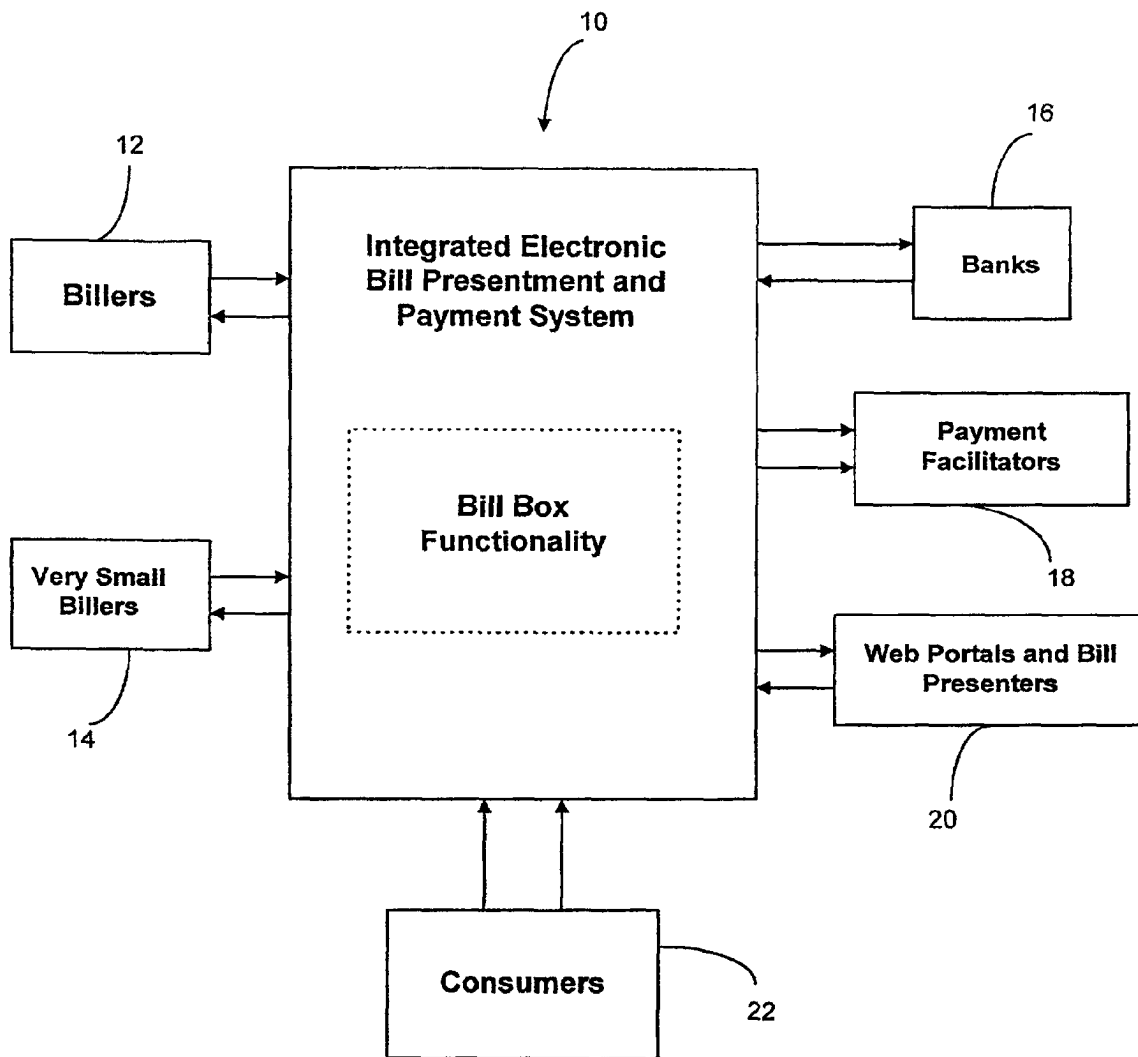 10
12
16
Integrated Electronic
Bill Presentment and
Payment System
Billers
Banks
Payment
Facilitators
Bill Box
Functionality
Very Small
Billers
18
Web Portals and Bill
Presenters
14
20
Consumers
22